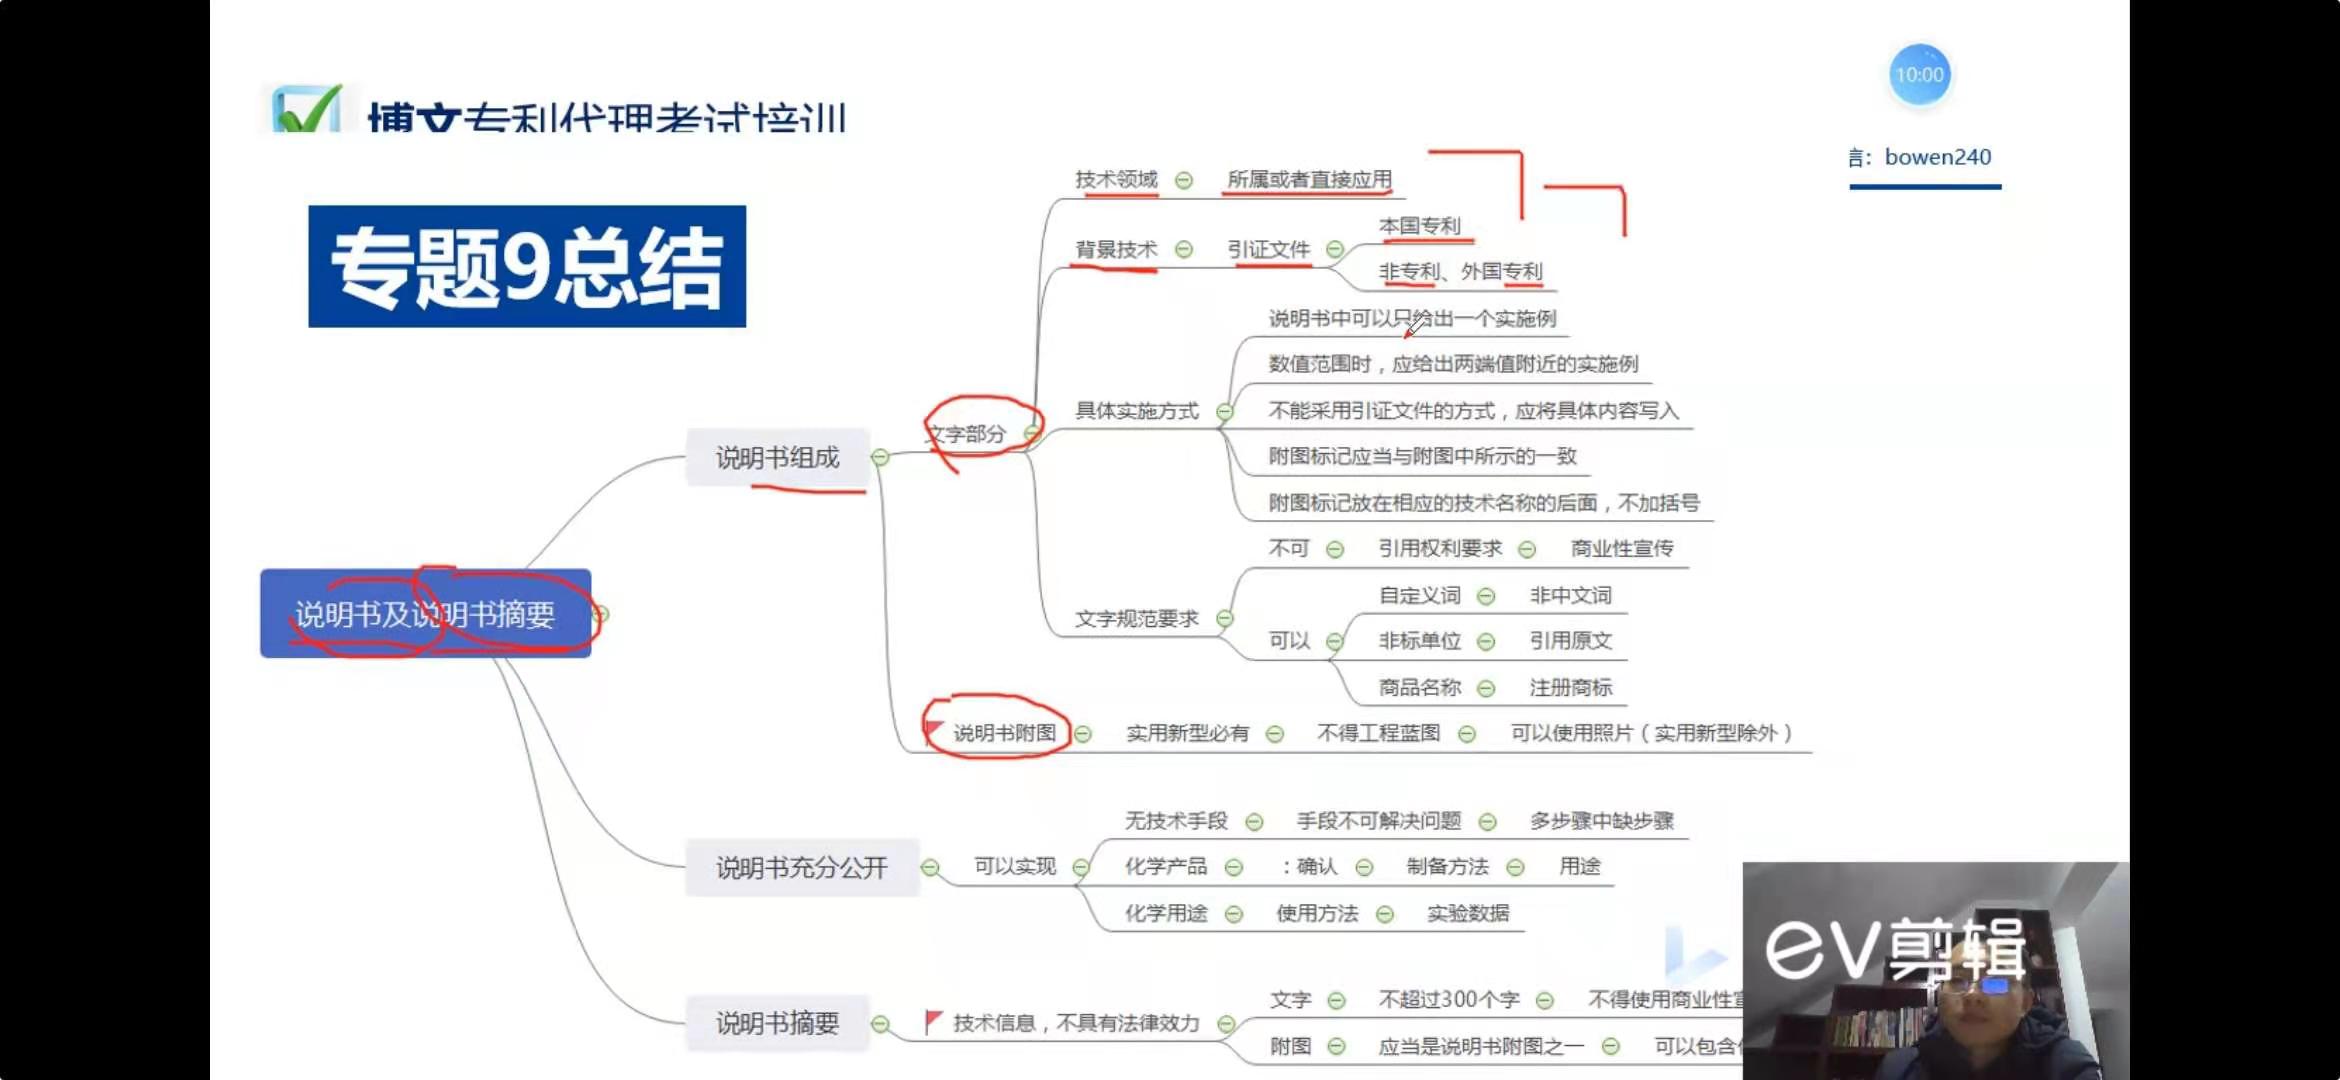 博文专利代理考试培训
10:00
言：bowen240
专题9总结
说明书及说明书摘要
说明书组成
文字部分
技术领域 所属或者直接应用
背景技术 引证文件
本国专利
非专利、外国专利
具体实施方式
说明书中可以只给出一个实施例
数值范围时，应给出两端值附近的实施例
不能采用引证文件的方式，应将具体内容写入
附图标记应当与附图中所示的一致
附图标记放在相应的技术名称的后面，不加括号
文字规范要求
不可 引用权利要求 商业性宣传
可以
自定义词 非中文词
非标单位 引用原文
商品名称 注册商标
说明书附图 实用新型必有 不得工程蓝图 可以使用照片（实用新型除外）
说明书充分公开
可以实现
无技术手段 手段不可解决问题 多步骤中缺步骤
化学产品 ：确认 制备方法 用途
化学用途 使用方法 实验数据
说明书摘要
技术信息，不具有法律效力
文字 不超过300个字 不得使用商业性
附图 应当是说明书附图之一 可以包含
EV剪辑